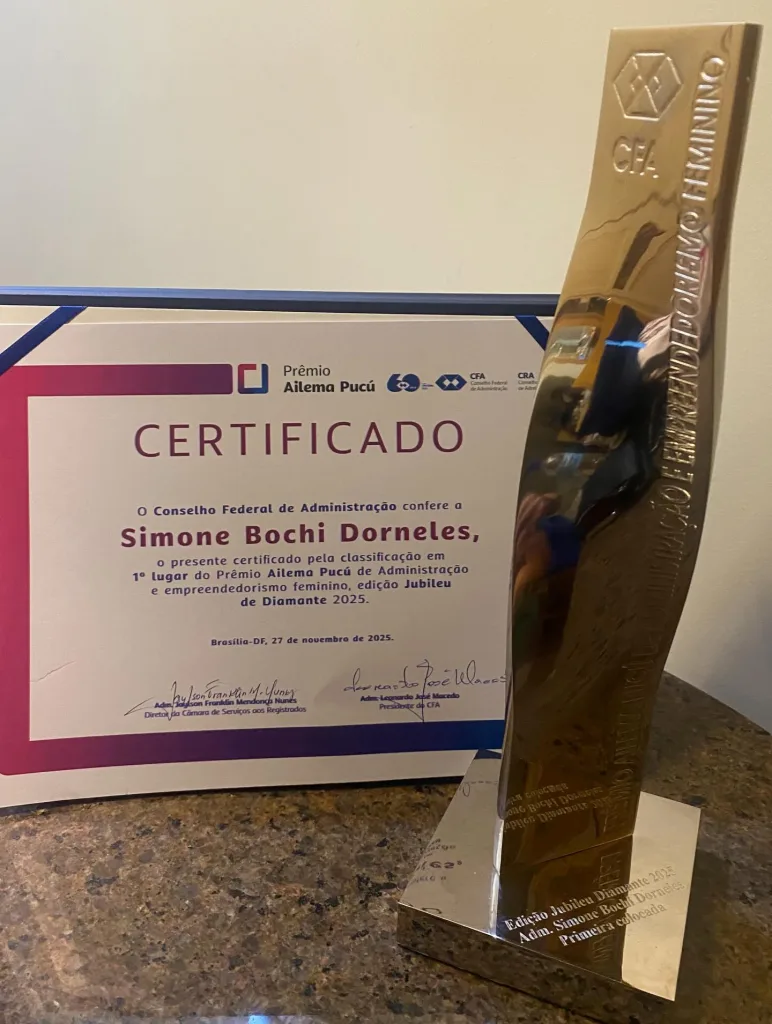 Prêmio
Ailema Pucú
60
CFA
Conselho Federal
de Administração
CRA
CERTIFICADO
O Conselho Federal de Administração confere a
Simone Bochi Dorneles,
o presente certificado pela classificação em
1º lugar do Prêmio Ailema Pucú de Administração
e empreendedorismo feminino, edição Jubileu
de Diamante 2025.
Brasília-DF, 27 de novembro de 2025.
Adm. Jaylson Franklin Mendonça Nunes
Diretor da Câmara de Serviços aos Registrados
Adm. Leonardo José Macedo
Presidente do CFA
CFA
E EMPREENDEDORISMO FEMININO
Edição Jubileu Diamante 2025
Adm. Simone Bochi Dorneles
Primeira colocada